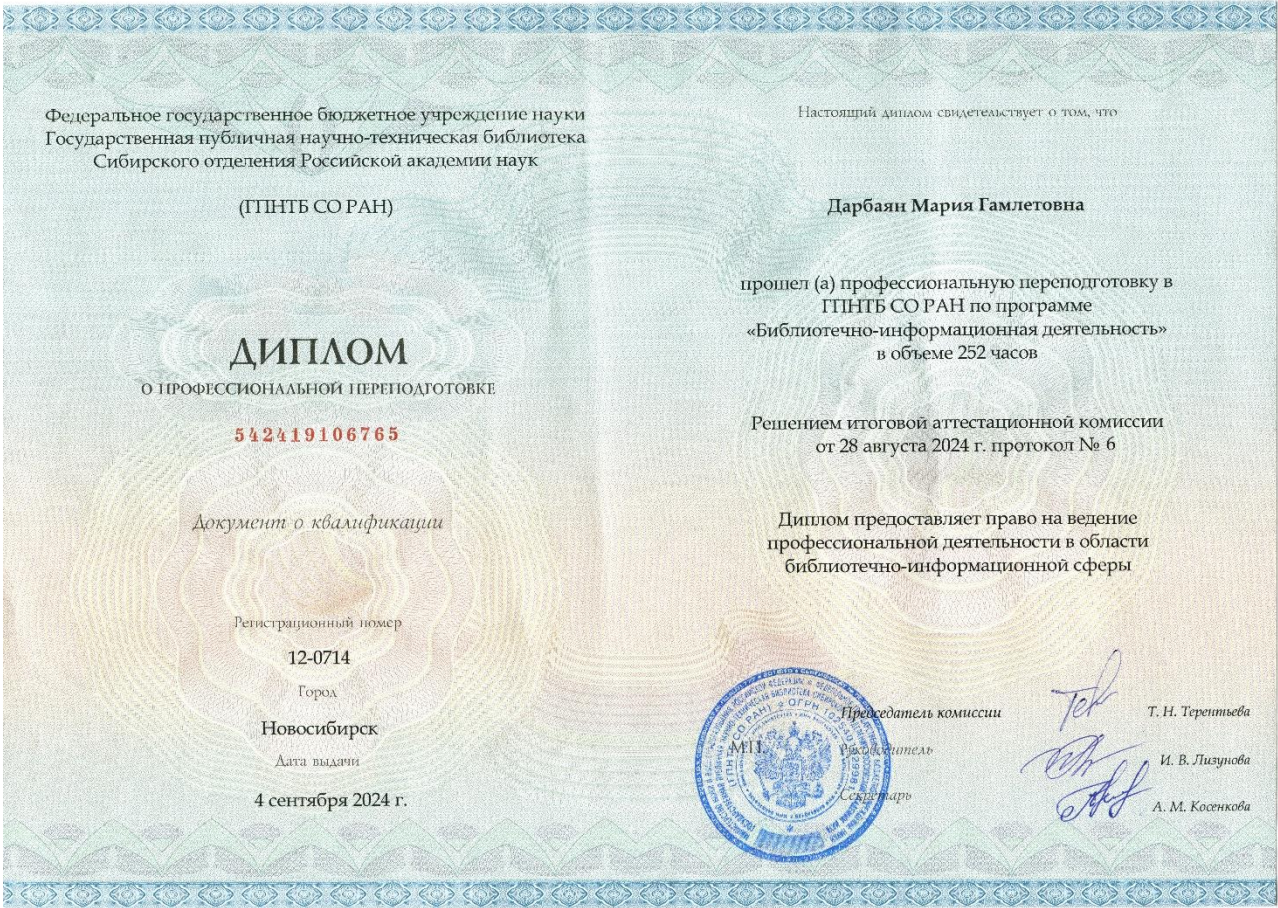 Федеральное государственное бюджетное учреждение науки
Государственная публичная научно-техническая библиотека
Сибирского отделения Российской академии наук
(ГПНТБ СО РАН)
ДИПЛОМ
О ПРОФЕССИОНАЛЬНОЙ ПЕРЕПОДГОТОВКЕ
542419106765
Документ о квалификации
Регистрационный номер
12-0714
Город
Новосибирск
Дата выдачи
4 сентября 2024 г.
Настоящий диплом свидетельствует о том, что
Дарбаян Мария Гамлетовна
прошел (а) профессиональную переподготовку в
ГПНТБ СО РАН по программе
«Библиотечно-информационная деятельность»
в объеме 252 часов
Решением итоговой аттестационной комиссии
от 28 августа 2024 г. протокол № 6
Диплом предоставляет право на ведение
профессиональной деятельности в области
библиотечно-информационной сферы
Председатель комиссии Т. Н. Терентьева
М.П. Руководитель И. В. Лизунова
Секретарь А. М. Косенкова